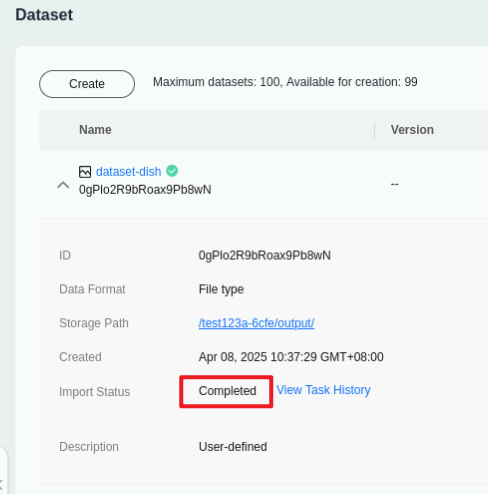 Dataset
Create
Maximum datasets: 100, Available for creation: 99
Name
Version
dataset-dish
0gPlo2R9bRoax9Pb8wN
--
ID
0gPlo2R9bRoax9Pb8wN
Data Format
File type
Storage Path
/test123a-6cfe/output/
Created
Apr 08, 2025 10:37:29 GMT+08:00
Import Status
Completed
View Task History
Description
User-defined